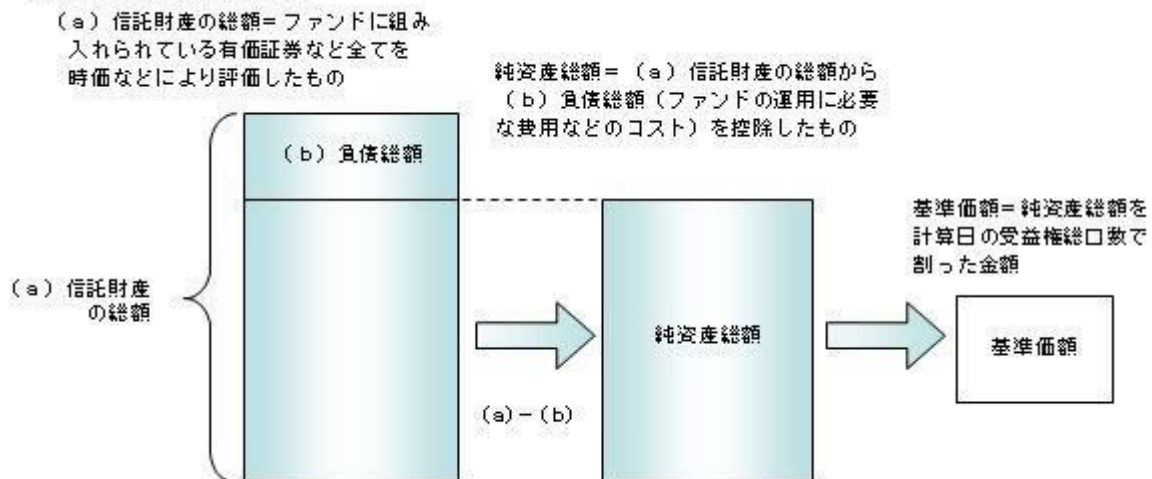 （a）信託財産の総額＝ファンドに組み
入れられている有価証券など全てを
時価などにより評価したもの
純資産総額＝（a）信託財産の総額から
（b）負債総額（ファンドの運用に必要
な費用などのコスト）を控除したもの
（b）負債総額
基準価額＝純資産総額を
計算日の受益権総口数で
割った金額
（a）信託財産
の総額
純資産総額
基準価額
（a）－（b）